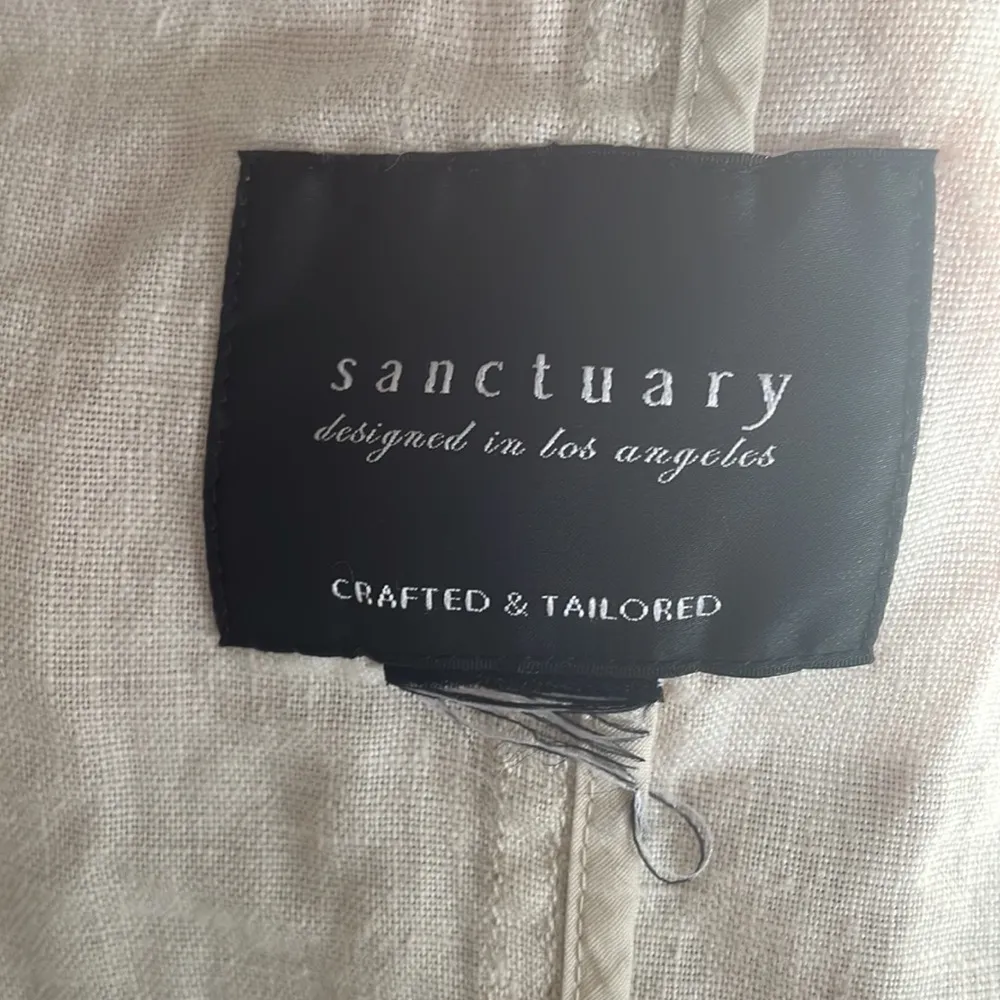 sanctuary
designed in los angeles
CRAFTED & TAILORED